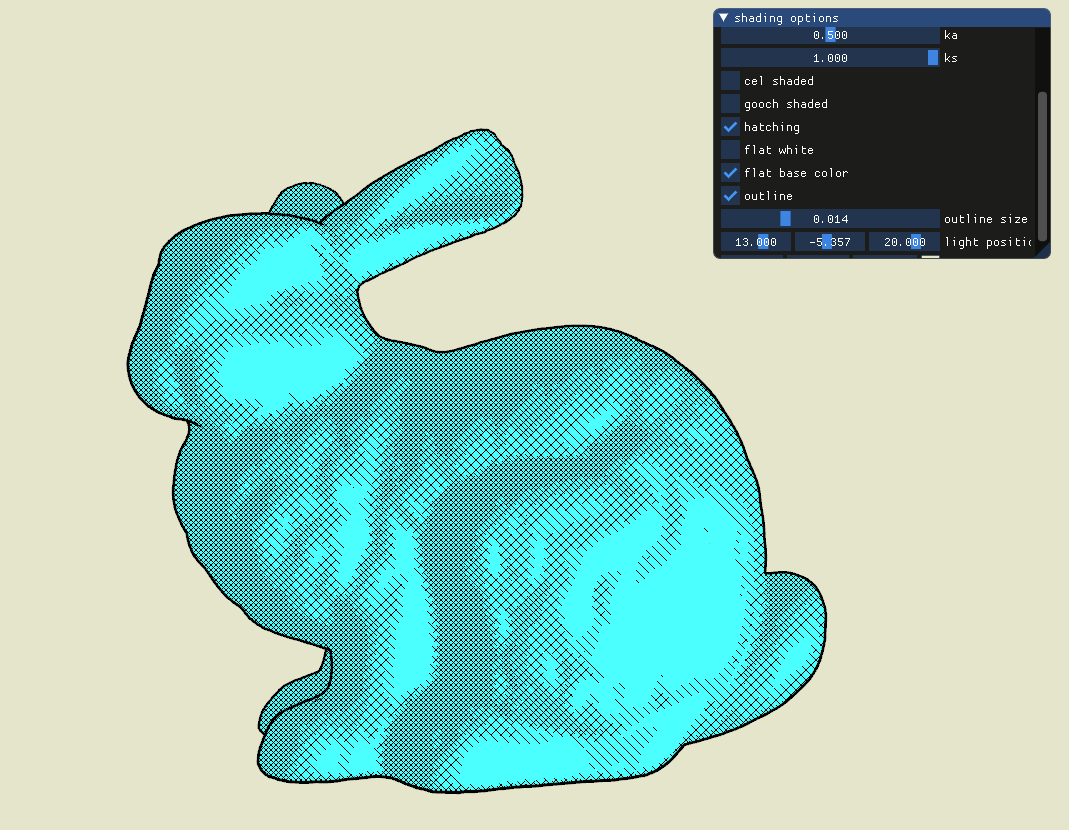 shading options
0.500 ka
1.000 ks
cel shaded
gooch shaded
hatching
flat white
flat base color
outline
0.014 outline size
13.000 -5.357 20.000 light positi